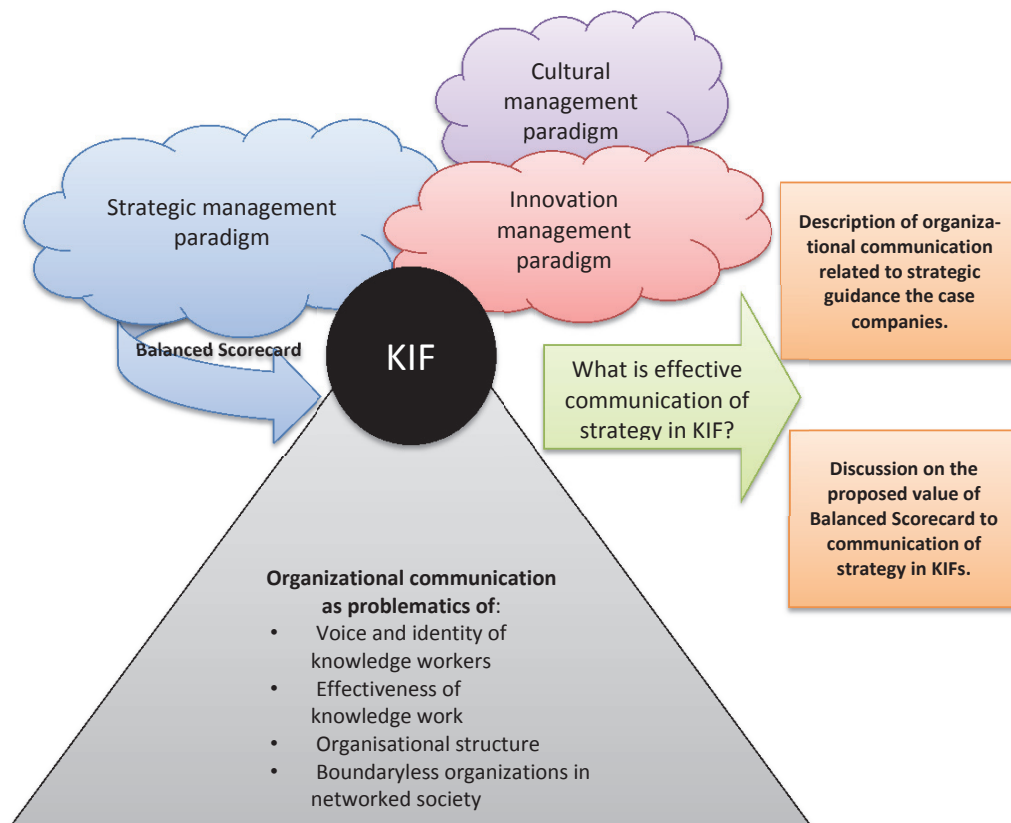 Cultural
management
paradigm
Strategic management
paradigm
Innovation
management
paradigm
Balanced Scorecard
KIF
What is effective
communication of
strategy in KIF?
Description of organiza-
tional communication
related to strategic
guidance the case
companies.
Discussion on the
proposed value of
Balanced Scorecard to
communication of
strategy in KIFs.
Organizational communication
as problematics of:
• Voice and identity of
knowledge workers
• Effectiveness of
knowledge work
• Organisational structure
• Boundaryless organizations in
networked society